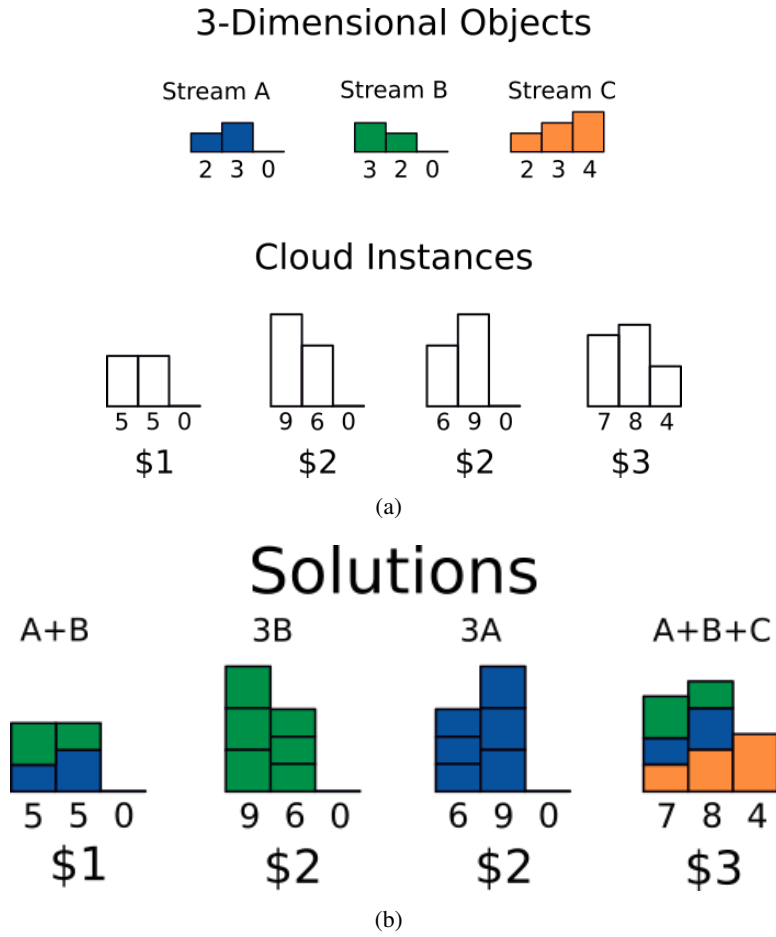 3-Dimensional Objects
Stream A Stream B Stream C
2 3 0 3 2 0 2 3 4
Cloud Instances
5 5 0 9 6 0 6 9 0 7 8 4
$1 $2 $2 $3
(a)
Solutions
A+B 3B 3A A+B+C
5 5 0 9 6 0 6 9 0 7 8 4
$1 $2 $2 $3
(b)